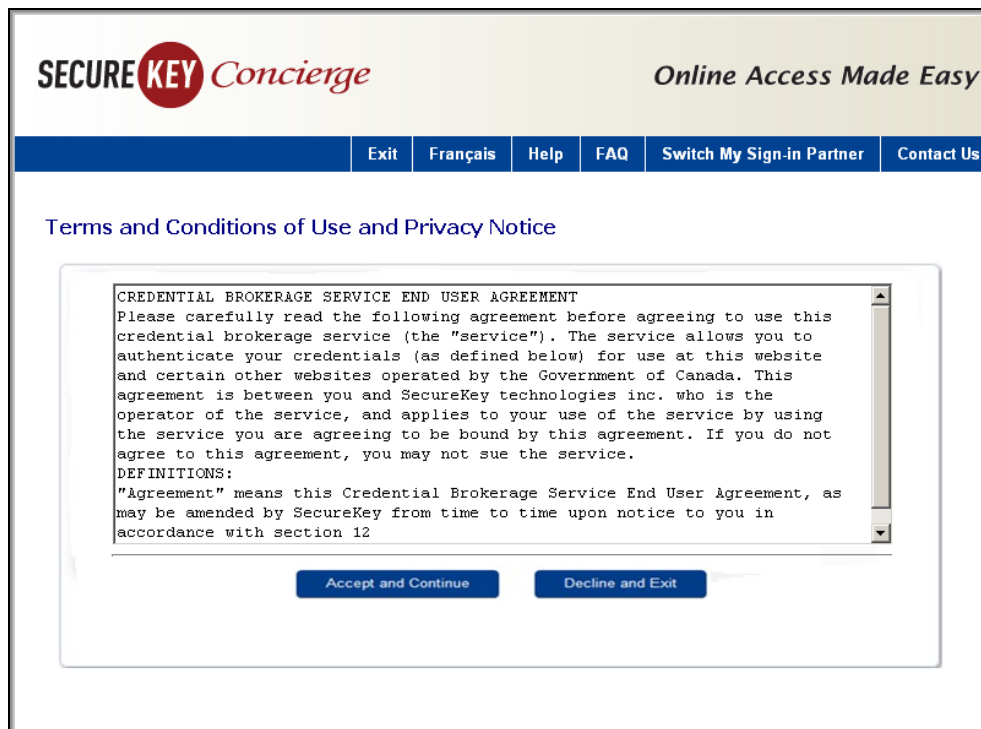 SECURE KEY Concierge
Online Access Made Easy
Exit Français Help FAQ Switch My Sign-in Partner Contact Us
Terms and Conditions of Use and Privacy Notice
CREDENTIAL BROKERAGE SERVICE END USER AGREEMENT
Please carefully read the following agreement before agreeing to use this
credential brokerage service (the "service"). The service allows you to
authenticate your credentials (as defined below) for use at this website
and certain other websites operated by the Government of Canada. This
agreement is between you and SecureKey technologies inc. who is the
operator of the service, and applies to your use of the service by using
the service you are agreeing to be bound by this agreement. If you do not
agree to this agreement, you may not sue the service.
DEFINITIONS:
"Agreement" means this Credential Brokerage Service End User Agreement, as
may be amended by SecureKey from time to time upon notice to you in
accordance with section 12
Accept and Continue Decline and Exit